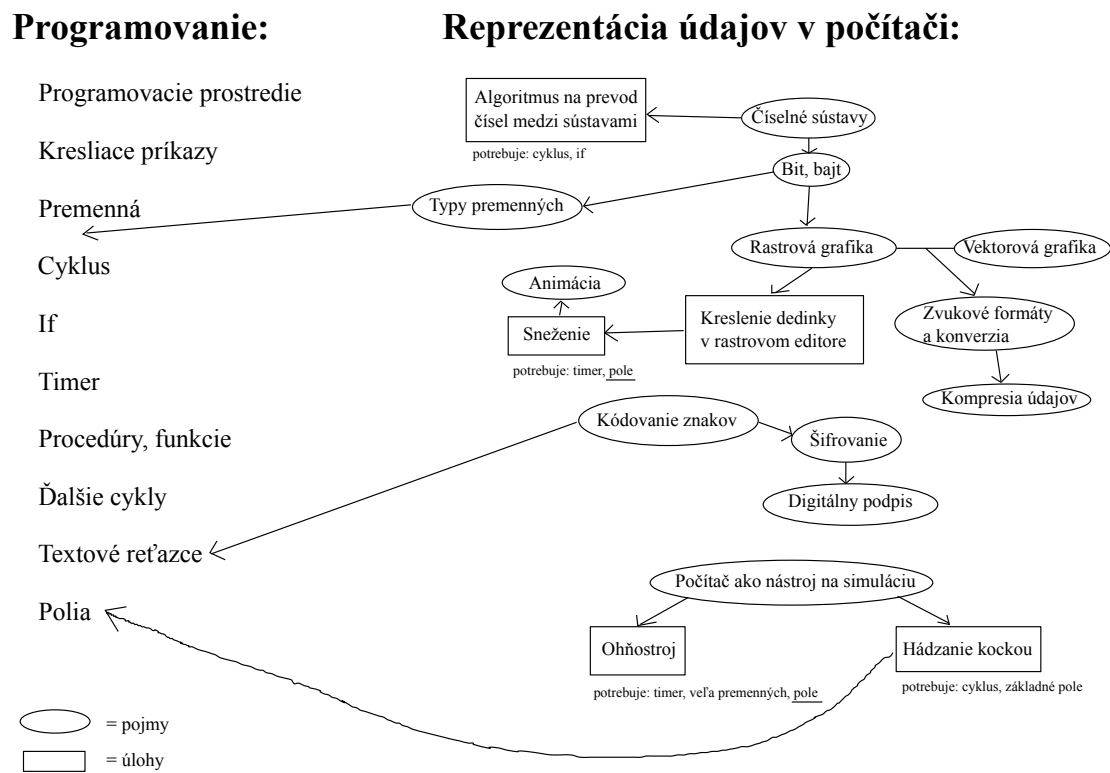 Programovanie:
Programovacie prostredie
Kresliace príkazy
Premenná
Cyklus
If
Timer
Procedúry, funkcie
Ďalšie cykly
Textové reťazce
Polia
= pojmy
= úlohy
Reprezentácia údajov v počítači:
Algoritmus na prevod
čísel medzi sústavami
potrebuje: cyklus, if
Číselné sústavy
Bit, bajt
Typy premenných
Rastrová grafika
Vektorová grafika
Animácia
Sneženie
potrebuje: timer, pole
Kreslenie dedinky
v rastrovom editore
Zvukové formáty
a konverzia
Kompresia údajov
Kódovanie znakov
Šifrovanie
Digitálny podpis
Počítač ako nástroj na simuláciu
Ohňostroj
potrebuje: timer, veľa premenných, pole
Hádzanie kockou
potrebuje: cyklus, základné pole